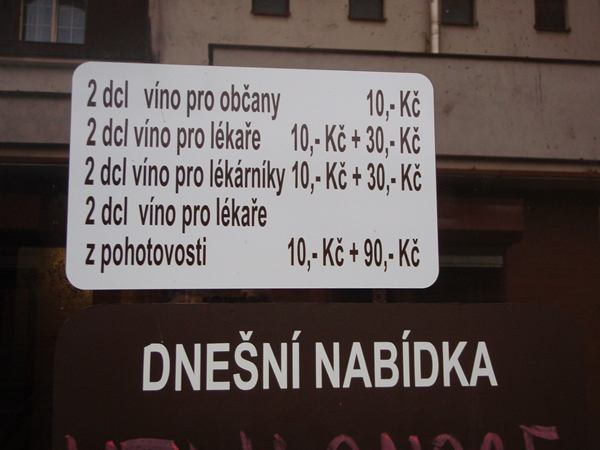 2 dcl víno pro občany 10,- Kč
2 dcl víno pro lékaře 10,- Kč + 30,- Kč
2 dcl víno pro lékárníky 10,- Kč + 30,- Kč
2 dcl víno pro lékaře
z pohotovosti 10,- Kč + 90,- Kč
DNEŠNÍ NABÍDKA